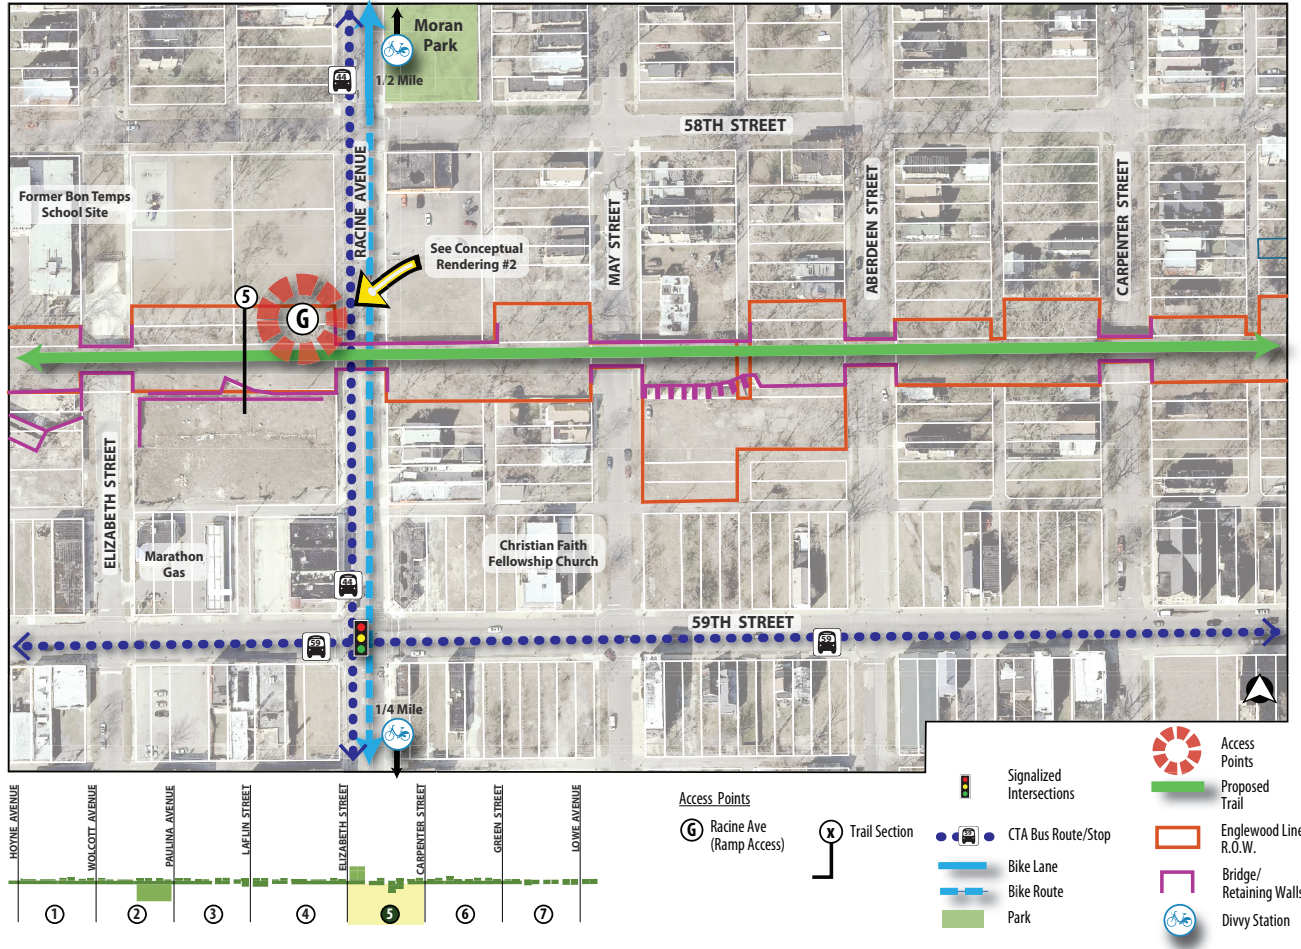 Moran
Park
44
1/2 Mile
58TH STREET
RACINE AVENUE
Former Bon Temps
School Site
MAY STREET
ABERDEEN STREET
CARPENTER STREET
See Conceptual
Rendering #2
5
G
ELIZABETH STREET
Marathon
Gas
Christian Faith
Fellowship Church
44
59TH STREET
59
59
1/4 Mile
HOYNE AVENUE
WOLCOTT AVENUE
PAULINA AVENUE
LAFLIN STREET
ELIZABETH STREET
CARPENTER STREET
GREEN STREET
LOWE AVENUE
1
2
3
4
5
6
7
Access Points
G Racine Ave
(Ramp Access)
x Trail Section
Signalized
Intersections
59 CTA Bus Route/Stop
Bike Lane
Bike Route
Park
Access
Points
Proposed
Trail
Englewood Line
R.O.W.
Bridge/
Retaining Walls
Divvy Station